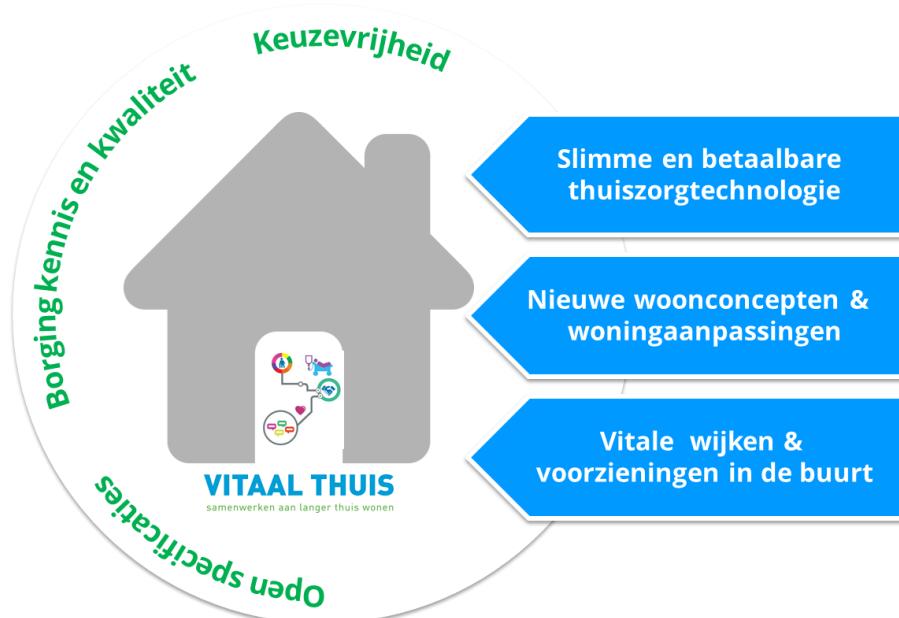 Keuzevrijheid
Borging kennis en kwaliteit
Open specificaties
VITAAL THUIS
samenwerken aan langer thuis wonen
Slimme en betaalbare
thuiszorgtechnologie
Nieuwe woonconcepten &
woningaanpassingen
Vitale wijken &
voorzieningen in de buurt